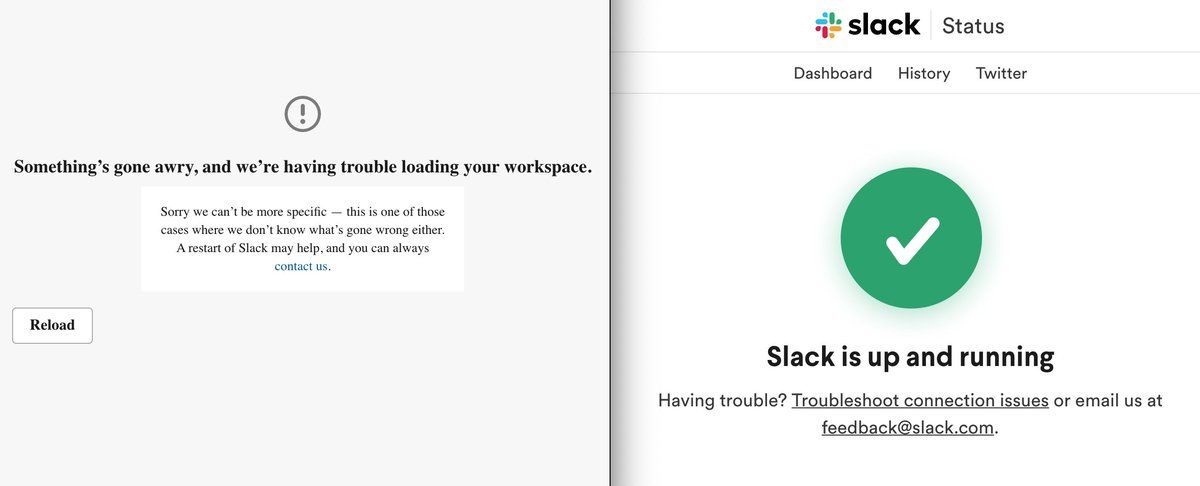 Something’s gone awry, and we’re having trouble loading your workspace.
Sorry we can’t be more specific — this is one of those
cases where we don’t know what’s gone wrong either.
A restart of Slack may help, and you can always
contact us.
Reload
slack Status
Dashboard History Twitter
Slack is up and running
Having trouble? Troubleshoot connection issues or email us at
feedback@slack.com.